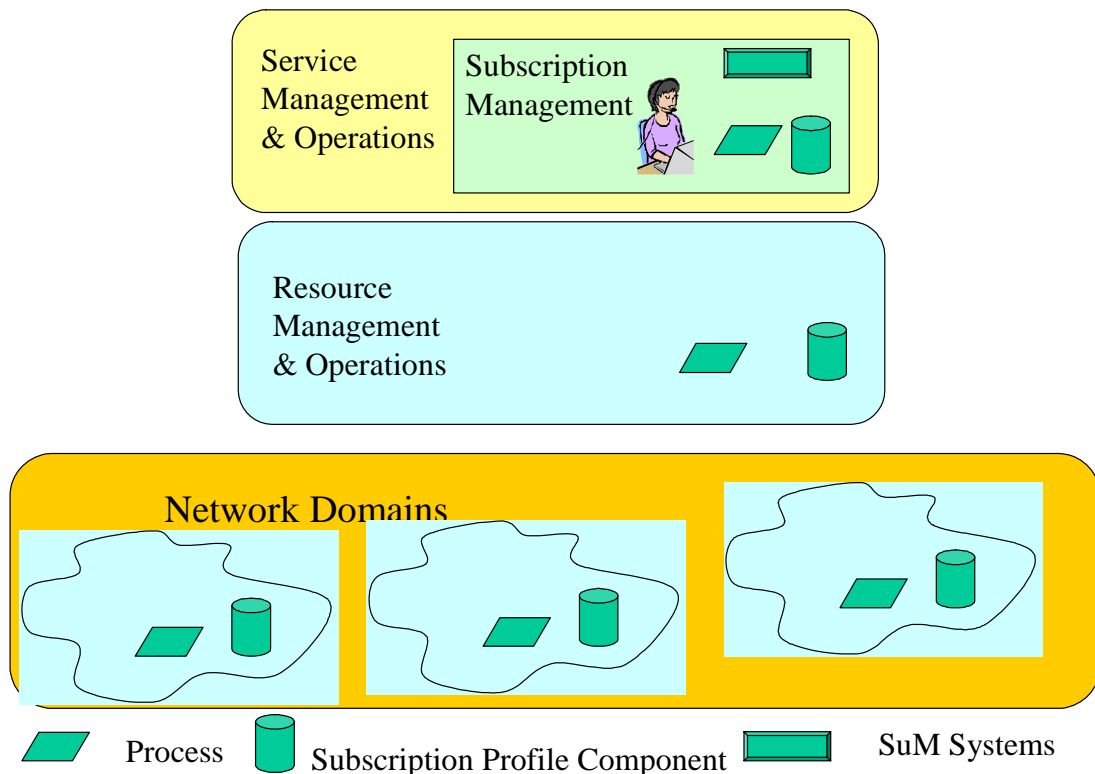 Service
Management
& Operations
Subscription
Management
Resource
Management
& Operations
Network Domains
Process
Subscription Profile Component
SuM Systems